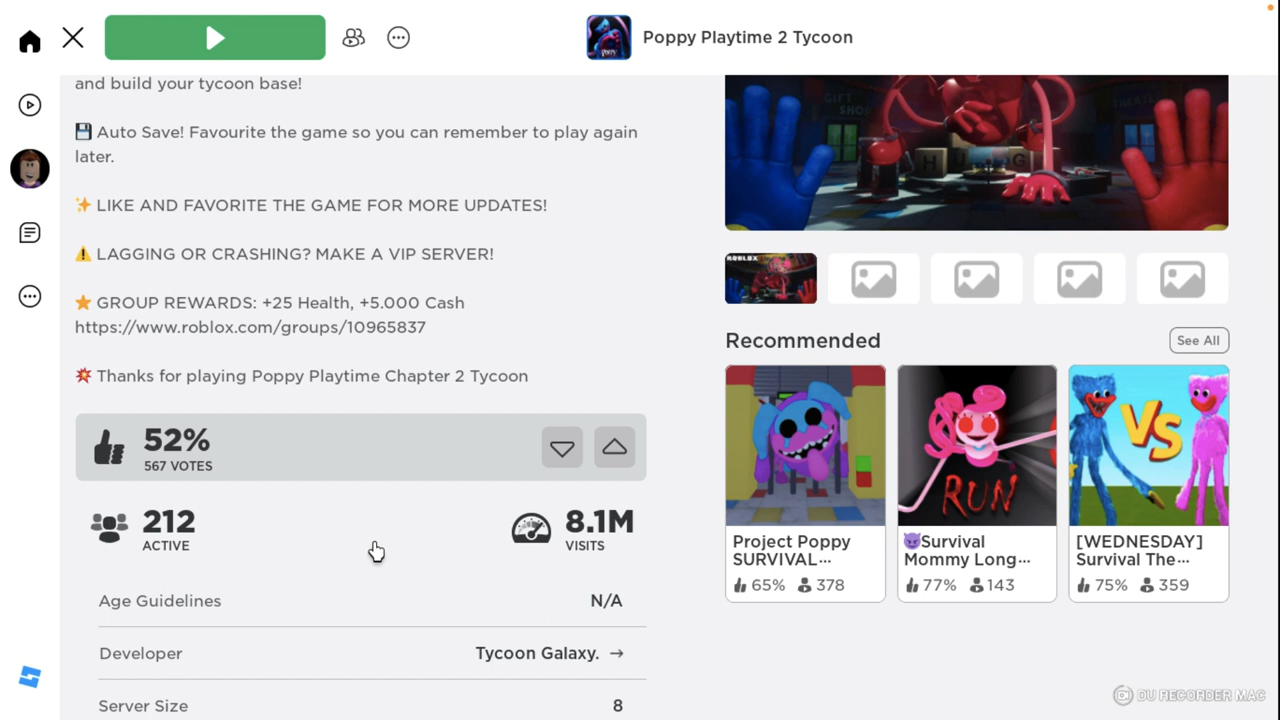 Poppy Playtime 2 Tycoon
and build your tycoon base!
💾 Auto Save! Favourite the game so you can remember to play again
later.
✨ LIKE AND FAVORITE THE GAME FOR MORE UPDATES!
⚠️ LAGGING OR CRASHING? MAKE A VIP SERVER!
⭐ GROUP REWARDS: +25 Health, +5.000 Cash
https://www.roblox.com/groups/10965837
💥 Thanks for playing Poppy Playtime Chapter 2 Tycoon
52%
567 VOTES
212
ACTIVE
8.1M
VISITS
Age Guidelines N/A
Developer Tycoon Galaxy. →
Server Size 8
GIFT
SHOP
ROBLOX
Recommended
See All
RUN
VS
Project Poppy
SURVIVAL...
65% 378
😈Survival
Mommy Long...
77% 143
[WEDNESDAY]
Survival The...
75% 359
DU RECORDER MAC